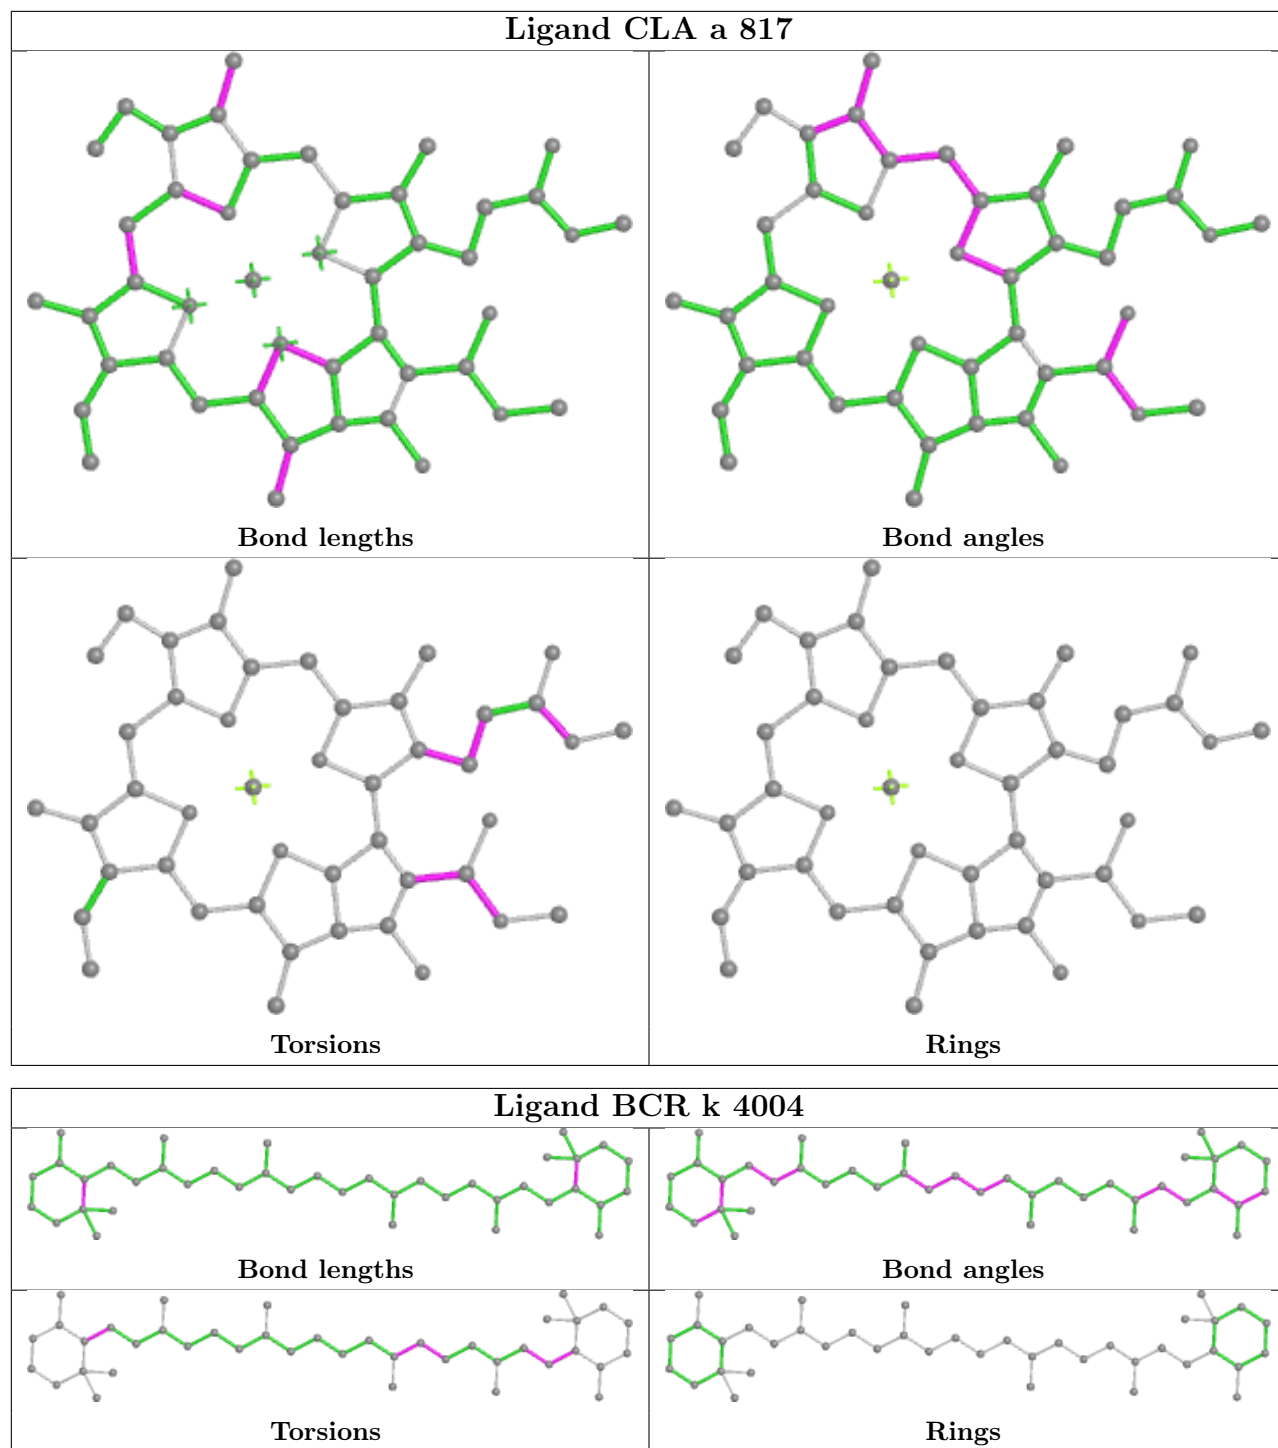 Ligand CLA a 817
Bond lengths
Bond angles
Torsions
Rings
Ligand BCR k 4004
Bond lengths
Bond angles
Torsions
Rings